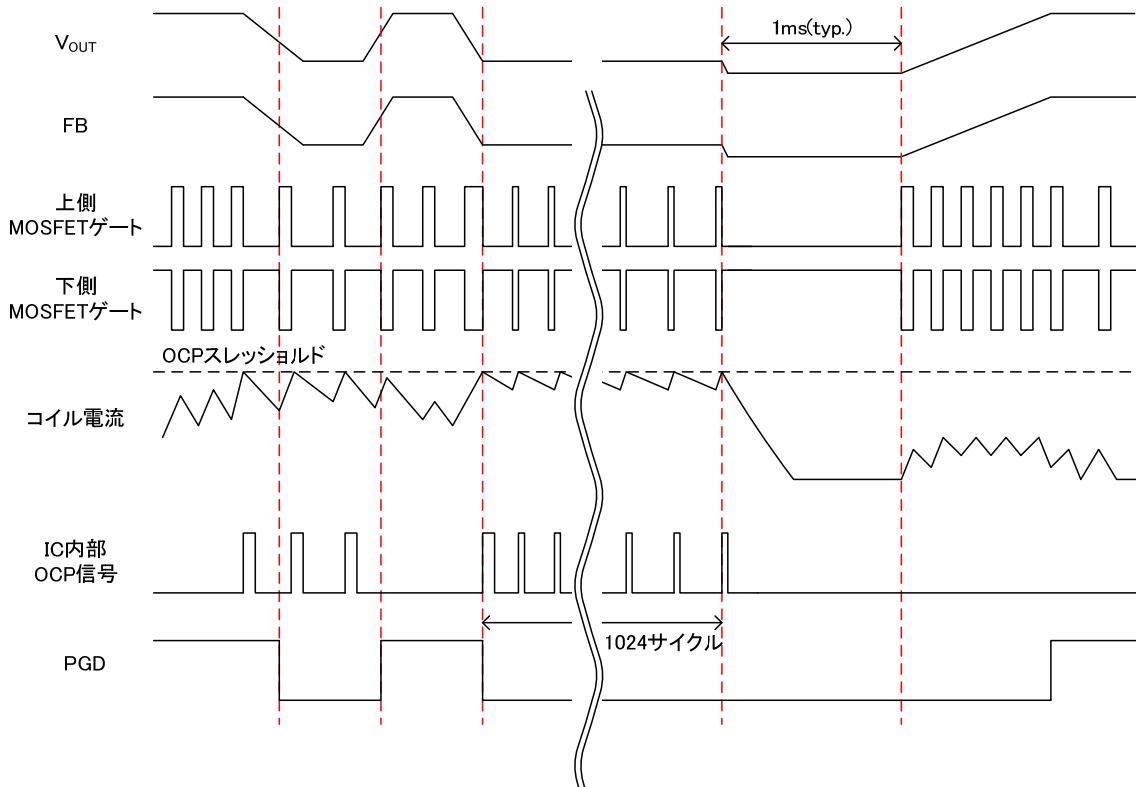 1ms(typ.)
VOUT
FB
上側
MOSFETゲート
下側
MOSFETゲート
OCPスレッショルド
コイル電流
IC内部
OCP信号
1024サイクル
PGD